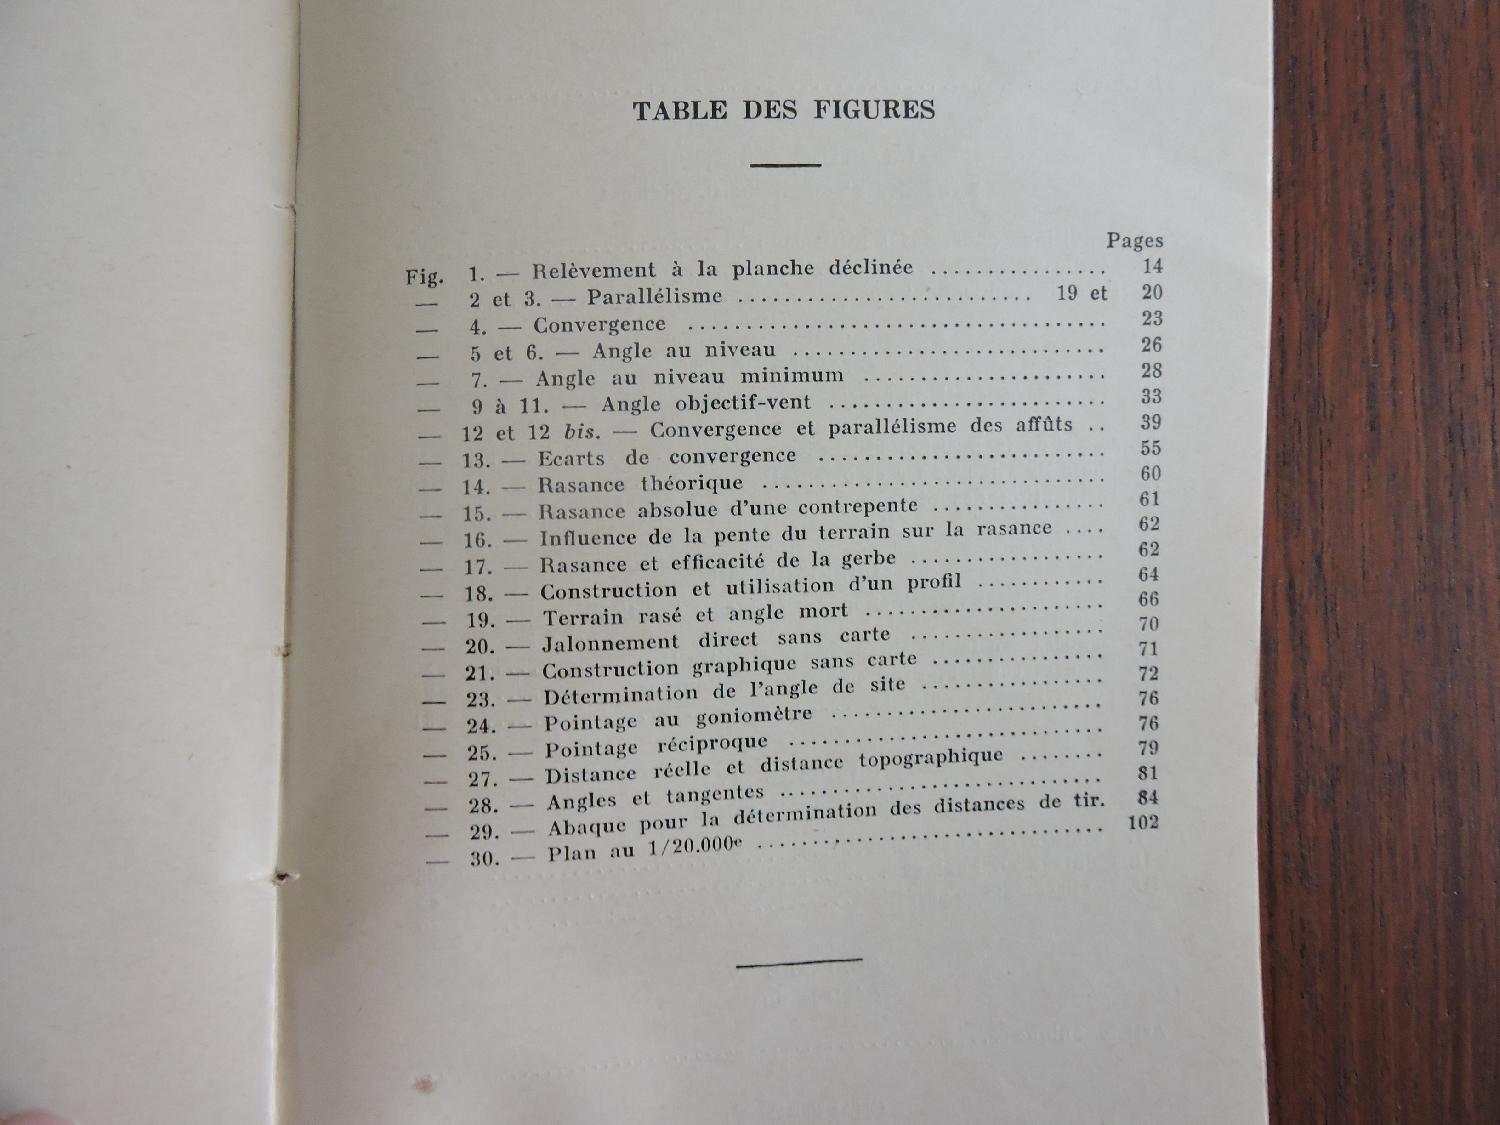 TABLE DES FIGURES
Pages
Fig. 1. — Relèvement à la planche déclinée ................ 14
— 2 et 3. — Parallélisme .......................... 19 et 20
— 4. — Convergence .................................... 23
— 5 et 6. — Angle au niveau ........................... 26
— 7. — Angle au niveau minimum ..................... 28
— 9 à 11. — Angle objectif-vent ........................ 33
— 12 et 12 bis. — Convergence et parallélisme des affûts .. 39
— 13. — Ecarts de convergence ......................... 55
— 14. — Rasance théorique .............................. 60
— 15. — Rasance absolue d'une contrepente ............... 61
— 16. — Influence de la pente du terrain sur la rasance .... 62
— 17. — Rasance et efficacité de la gerbe ................. 62
— 18. — Construction et utilisation d'un profil ........... 64
— 19. — Terrain rasé et angle mort ..................... 66
— 20. — Jalonnement direct sans carte ................. 70
— 21. — Construction graphique sans carte ............... 71
— 23. — Détermination de l'angle de site ................ 72
— 24. — Pointage au goniomètre ........................ 76
— 25. — Pointage réciproque ........................... 76
— 27. — Distance réelle et distance topographique ........ 79
— 28. — Angles et tangentes ............................ 81
— 29. — Abaque pour la détermination des distances de tir. 84
— 30. — Plan au 1/20.000e .............................. 102